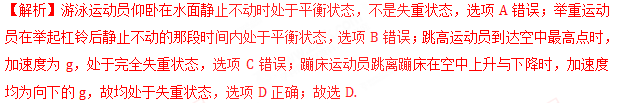 【解析】游泳运动员仰卧在水面静止不动时处于平衡状态，不是失重状态，选项 A 错误；举重运动
员在举起杠铃后静止不动的那段时间内处于平衡状态，选项 B 错误；跳高运动员到达空中最高点时，
加速度为 g，处于完全失重状态，选项 C 错误；蹦床运动员跳离蹦床在空中上升与下降时，加速度
均为向下的 g，故均处于失重状态，选项 D 正确；故选 D.